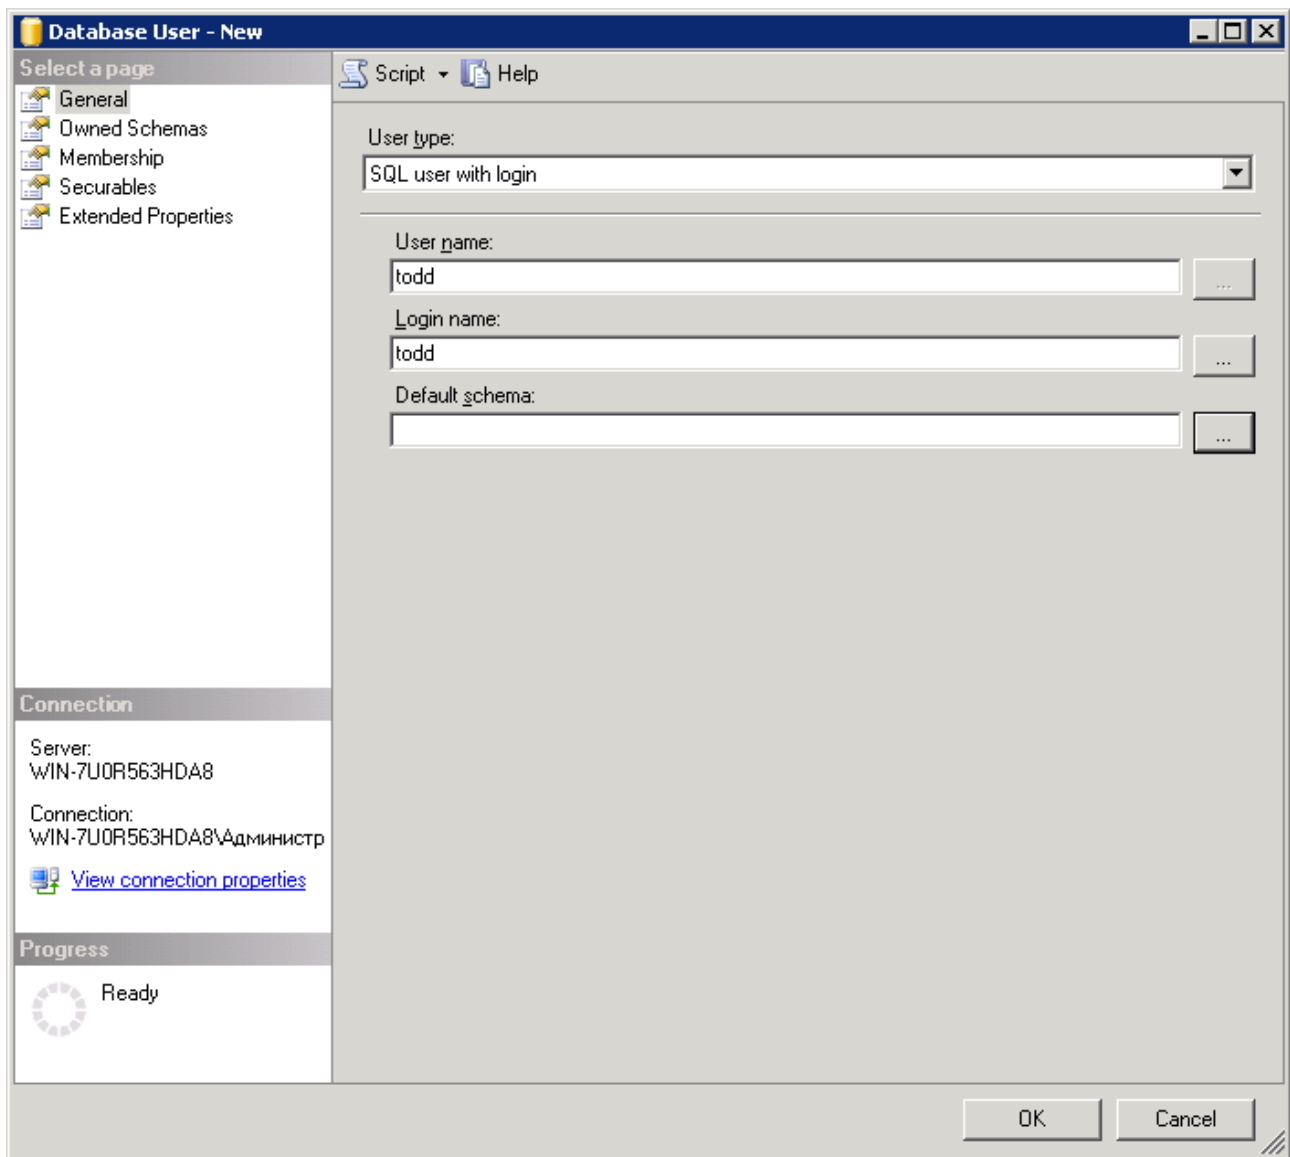 Database User - New
Select a page
General
Owned Schemas
Membership
Securables
Extended Properties
Script
Help
User type:
SQL user with login
User name:
todd
...
Login name:
todd
...
Default schema:
...
Connection
Server:
WIN-7U0R563HDA8
Connection:
WIN-7U0R563HDA8\Администр
View connection properties
Progress
Ready
OK
Cancel